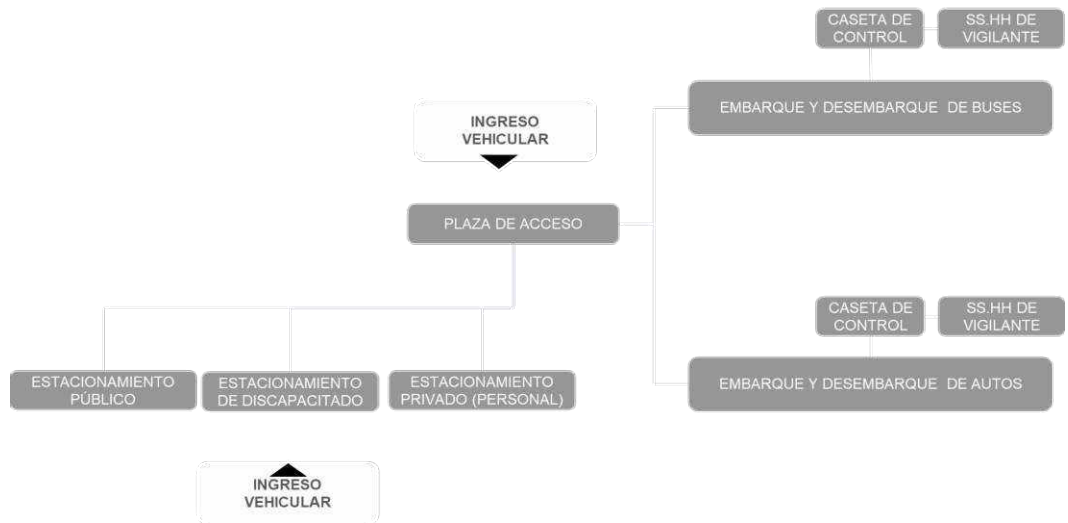 CASETA DE
CONTROL
SS.HH DE
VIGILANTE
EMBARQUE Y DESEMBARQUE DE BUSES
INGRESO
VEHICULAR
PLAZA DE ACCESO
CASETA DE
CONTROL
SS.HH DE
VIGILANTE
EMBARQUE Y DESEMBARQUE DE AUTOS
ESTACIONAMIENTO
PÚBLICO
ESTACIONAMIENTO
DE DISCAPACITADO
ESTACIONAMIENTO
PRIVADO (PERSONAL)
INGRESO
VEHICULAR